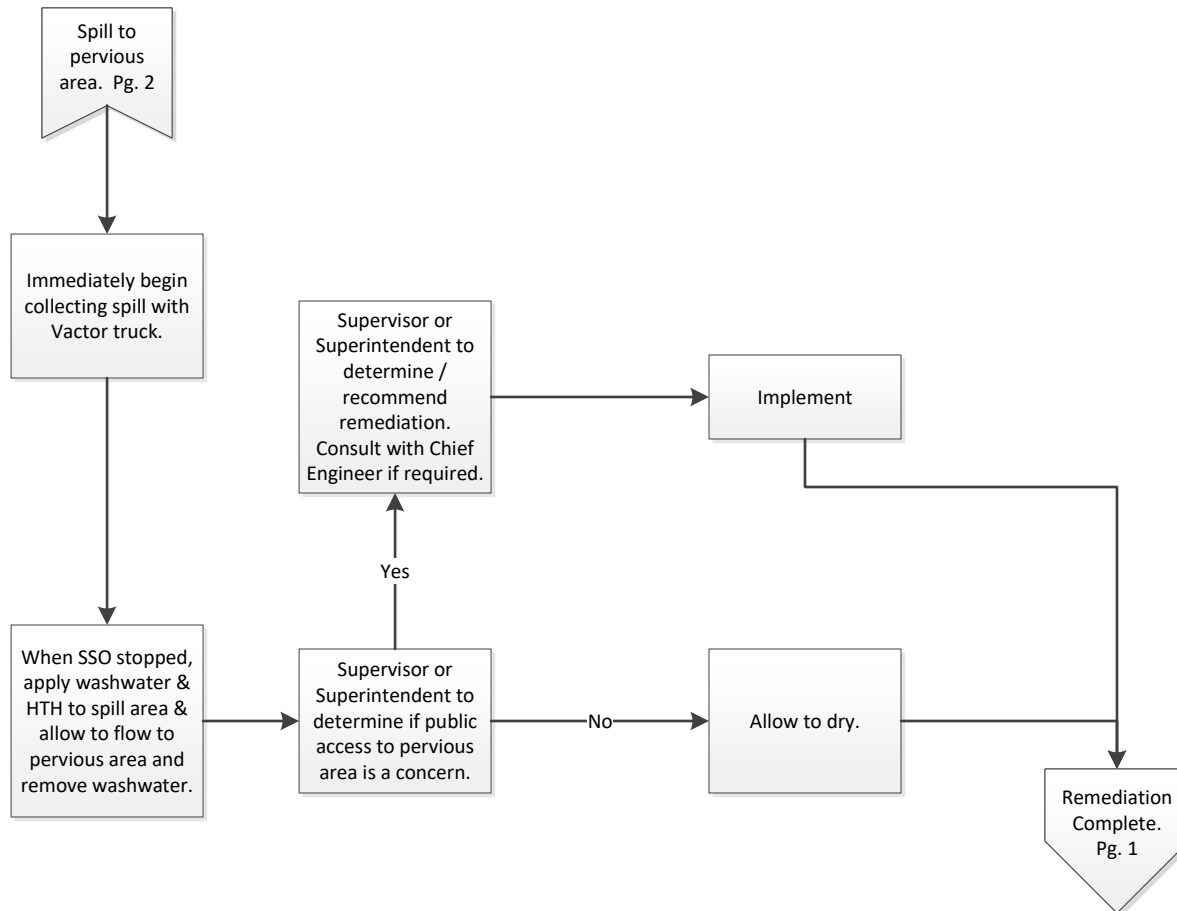 Spill to
pervious
area.  Pg. 2
Immediately begin
collecting spill with
Vactor truck.
Supervisor or
Superintendent to
determine /
recommend
remediation.
Consult with Chief
Engineer if required.
Implement
Yes
When SSO stopped,
apply washwater &
HTH to spill area &
allow to flow to
pervious area and
remove washwater.
Supervisor or
Superintendent to
determine if public
access to pervious
area is a concern.
No
Allow to dry.
Remediation
Complete.
Pg. 1